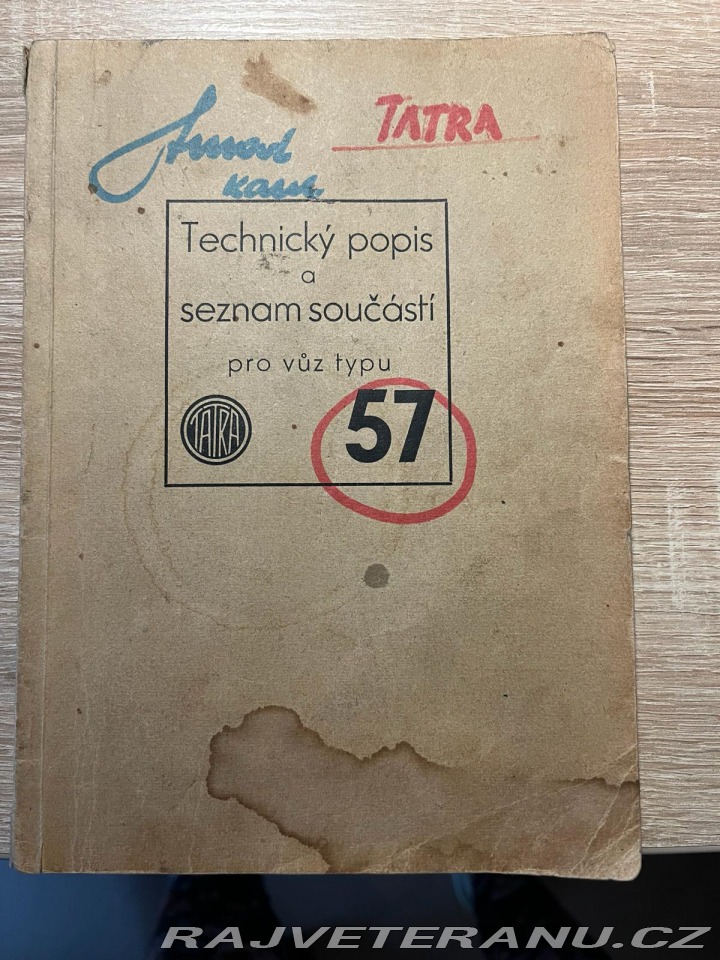 TATRA
Technický popis
a
seznam součástí
pro vůz typu
TATRA
57
RAJVETERANU.CZ